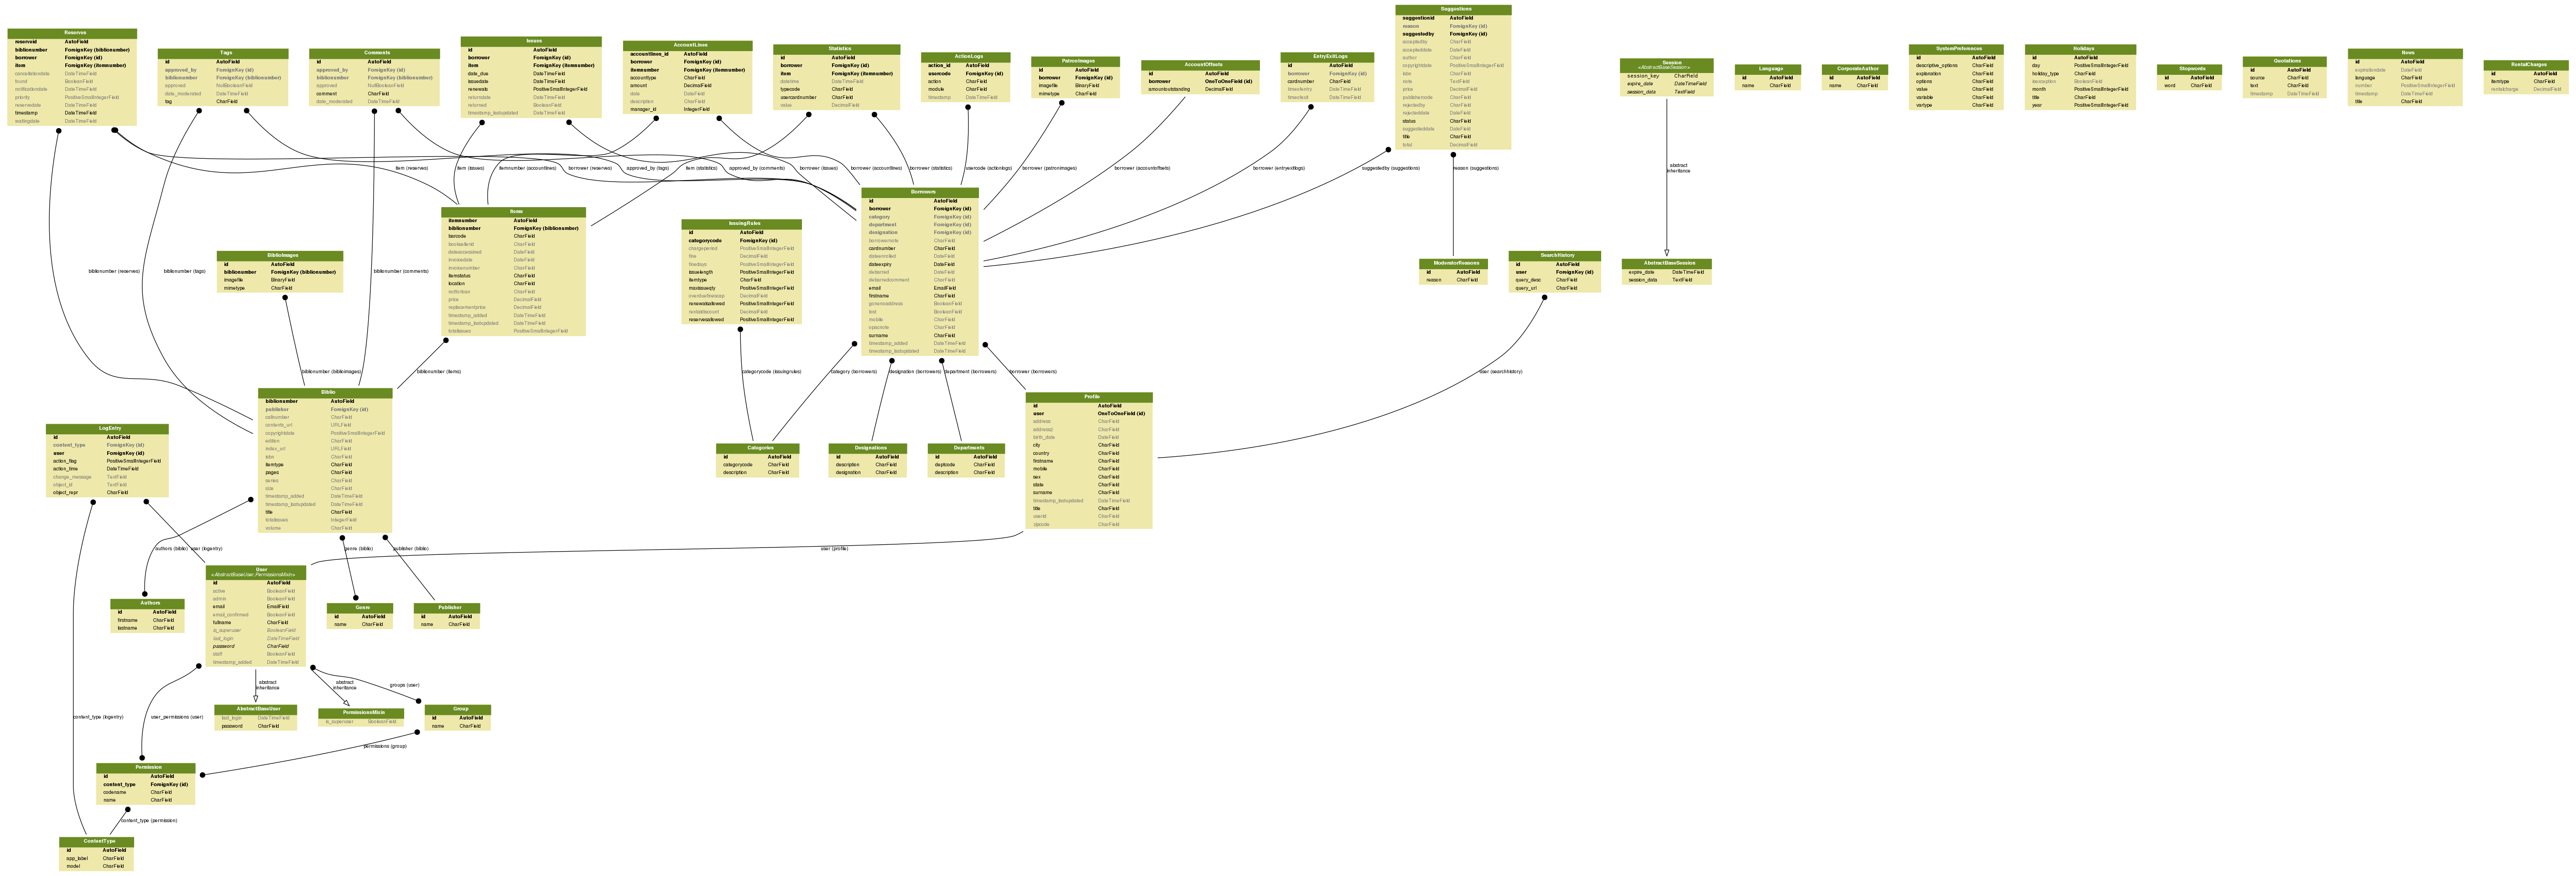 Reserves
reserveid AutoField
biblionumber ForeignKey (biblionumber)
borrower ForeignKey (id)
item ForeignKey (itemnumber)
cancellationdate DateTimeField
found BooleanField
notificationdate DateTimeField
priority PositiveSmallIntegerField
reservedate DateTimeField
timestamp DateTimeField
waitingdate DateTimeField
Tags
id AutoField
approved_by ForeignKey (id)
biblionumber ForeignKey (biblionumber)
approved NullBooleanField
date_moderated DateTimeField
tag CharField
Comments
id AutoField
approved_by ForeignKey (id)
biblionumber ForeignKey (biblionumber)
approved NullBooleanField
comment CharField
date_moderated DateTimeField
Issues
id AutoField
borrower ForeignKey (id)
item ForeignKey (itemnumber)
date_due DateTimeField
issuedate DateTimeField
renewals PositiveSmallIntegerField
returndate DateTimeField
returned BooleanField
timestamp_lastupdated DateTimeField
AccountLines
accountlines_id AutoField
borrower ForeignKey (id)
itemnumber ForeignKey (itemnumber)
accounttype CharField
amount DecimalField
date DateField
description CharField
manager_id IntegerField
Statistics
id AutoField
borrower ForeignKey (id)
item ForeignKey (itemnumber)
datetime DateTimeField
typecode CharField
usercardnumber CharField
value DecimalField
ActionLogs
action_id AutoField
usercode ForeignKey (id)
action CharField
module CharField
timestamp DateTimeField
PatronImages
id AutoField
borrower ForeignKey (id)
imagefile BinaryField
mimetype CharField
AccountOffsets
id AutoField
borrower OneToOneField (id)
amountoutstanding DecimalField
EntryExitLogs
id AutoField
borrower ForeignKey (id)
cardnumber CharField
timeofentry DateTimeField
timeofexit DateTimeField
Suggestions
suggestionid AutoField
reason ForeignKey (id)
suggestedby ForeignKey (id)
acceptedby CharField
accepteddate DateField
author CharField
copyrightdate PositiveSmallIntegerField
isbn CharField
note TextField
price DecimalField
publishercode CharField
rejectedby CharField
rejecteddate DateField
status CharField
suggesteddate DateField
title CharField
total DecimalField
Session
<AbstractBaseSession>
session_key CharField
expire_date DateTimeField
session_data TextField
Language
id AutoField
name CharField
CorporateAuthor
id AutoField
name CharField
SystemPreferences
id AutoField
descriptive_options CharField
explanation CharField
options CharField
value CharField
variable CharField
vartype CharField
Holidays
id AutoField
day PositiveSmallIntegerField
holiday_type CharField
isexception BooleanField
month PositiveSmallIntegerField
title CharField
year PositiveSmallIntegerField
Stopwords
id AutoField
word CharField
Quotations
id AutoField
source CharField
text CharField
timestamp DateTimeField
News
id AutoField
expirationdate DateField
language CharField
number PositiveSmallIntegerField
timestamp DateTimeField
title CharField
RentalCharges
id AutoField
itemtype CharField
rentalcharge DecimalField
item (reserves)
itemnumber (accountlines)
item (issues)
borrower (reserves)
approved_by (tags)
item (statistics)
approved_by (comments)
borrower (issues)
borrower (accountlines)
borrower (statistics)
usercode (actionlogs)
borrower (patronimages)
borrower (accountoffsets)
borrower (entryexitlogs)
suggestedby (suggestions)
reason (suggestions)
abstract
inheritance
Items
itemnumber AutoField
biblionumber ForeignKey (biblionumber)
barcode CharField
booksellerid CharField
dateaccessioned DateField
invoicedate DateField
invoicenumber CharField
itemstatus CharField
location CharField
notforloan CharField
price DecimalField
replacementprice DecimalField
timestamp_added DateTimeField
timestamp_lastupdated DateTimeField
totalissues PositiveSmallIntegerField
Borrowers
id AutoField
borrower ForeignKey (id)
category ForeignKey (id)
department ForeignKey (id)
designation ForeignKey (id)
borrowernote CharField
cardnumber CharField
dateenrolled DateField
dateexpiry DateField
debarred DateField
debarredcomment CharField
email EmailField
firstname CharField
gonenoaddress BooleanField
lost BooleanField
mobile CharField
opacnote CharField
surname CharField
timestamp_added DateTimeField
timestamp_lastupdated DateTimeField
IssuingRules
id AutoField
categorycode ForeignKey (id)
chargeperiod PositiveSmallIntegerField
fine DecimalField
finedays PositiveSmallIntegerField
issuelength PositiveSmallIntegerField
itemtype CharField
maxissueqty PositiveSmallIntegerField
overduefinescap DecimalField
renewalsallowed PositiveSmallIntegerField
rentaldiscount DecimalField
reservesallowed PositiveSmallIntegerField
BiblioImages
id AutoField
biblionumber ForeignKey (biblionumber)
imagefile BinaryField
mimetype CharField
ModeratorReasons
id AutoField
reason CharField
SearchHistory
id AutoField
user ForeignKey (id)
query_desc CharField
query_url CharField
AbstractBaseSession
expire_date DateTimeField
session_data TextField
biblionumber (reserves)
biblionumber (tags)
biblionumber (comments)
biblionumber (biblioimages)
biblionumber (items)
categorycode (issuingrules)
category (borrowers)
designation (borrowers)
department (borrowers)
borrower (borrowers)
user (searchhistory)
Biblio
biblionumber AutoField
publisher ForeignKey (id)
callnumber CharField
contents_url URLField
copyrightdate PositiveSmallIntegerField
edition CharField
index_url URLField
isbn CharField
itemtype CharField
pages CharField
series CharField
size CharField
timestamp_added DateTimeField
timestamp_lastupdated DateTimeField
title CharField
totalissues IntegerField
volume CharField
Profile
id AutoField
user OneToOneField (id)
address CharField
address2 CharField
birth_date DateField
city CharField
country CharField
firstname CharField
mobile CharField
sex CharField
state CharField
surname CharField
timestamp_lastupdated DateTimeField
title CharField
userid CharField
zipcode CharField
LogEntry
id AutoField
content_type ForeignKey (id)
user ForeignKey (id)
action_flag PositiveSmallIntegerField
action_time DateTimeField
change_message TextField
object_id TextField
object_repr CharField
Categories
id AutoField
categorycode CharField
description CharField
Designations
id AutoField
description CharField
designation CharField
Departments
id AutoField
deptcode CharField
description CharField
authors (biblio)
user (logentry)
genre (biblio)
publisher (biblio)
user (profile)
User
<AbstractBaseUser,PermissionsMixin>
id AutoField
active BooleanField
admin BooleanField
email EmailField
email_confirmed BooleanField
fullname CharField
is_superuser BooleanField
last_login DateTimeField
password CharField
staff BooleanField
timestamp_added DateTimeField
Authors
id AutoField
firstname CharField
lastname CharField
Genre
id AutoField
name CharField
Publisher
id AutoField
name CharField
abstract
inheritance
abstract
inheritance
groups (user)
content_type (logentry)
user_permissions (user)
AbstractBaseUser
last_login DateTimeField
password CharField
PermissionsMixin
is_superuser BooleanField
Group
id AutoField
name CharField
permissions (group)
Permission
id AutoField
content_type ForeignKey (id)
codename CharField
name CharField
content_type (permission)
ContentType
id AutoField
app_label CharField
model CharField